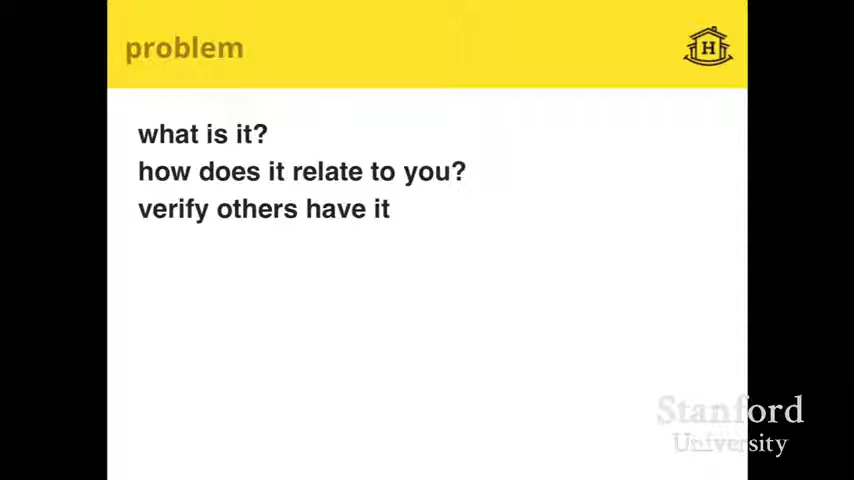 problem
H
what is it?
how does it relate to you?
verify others have it
Stanford
University